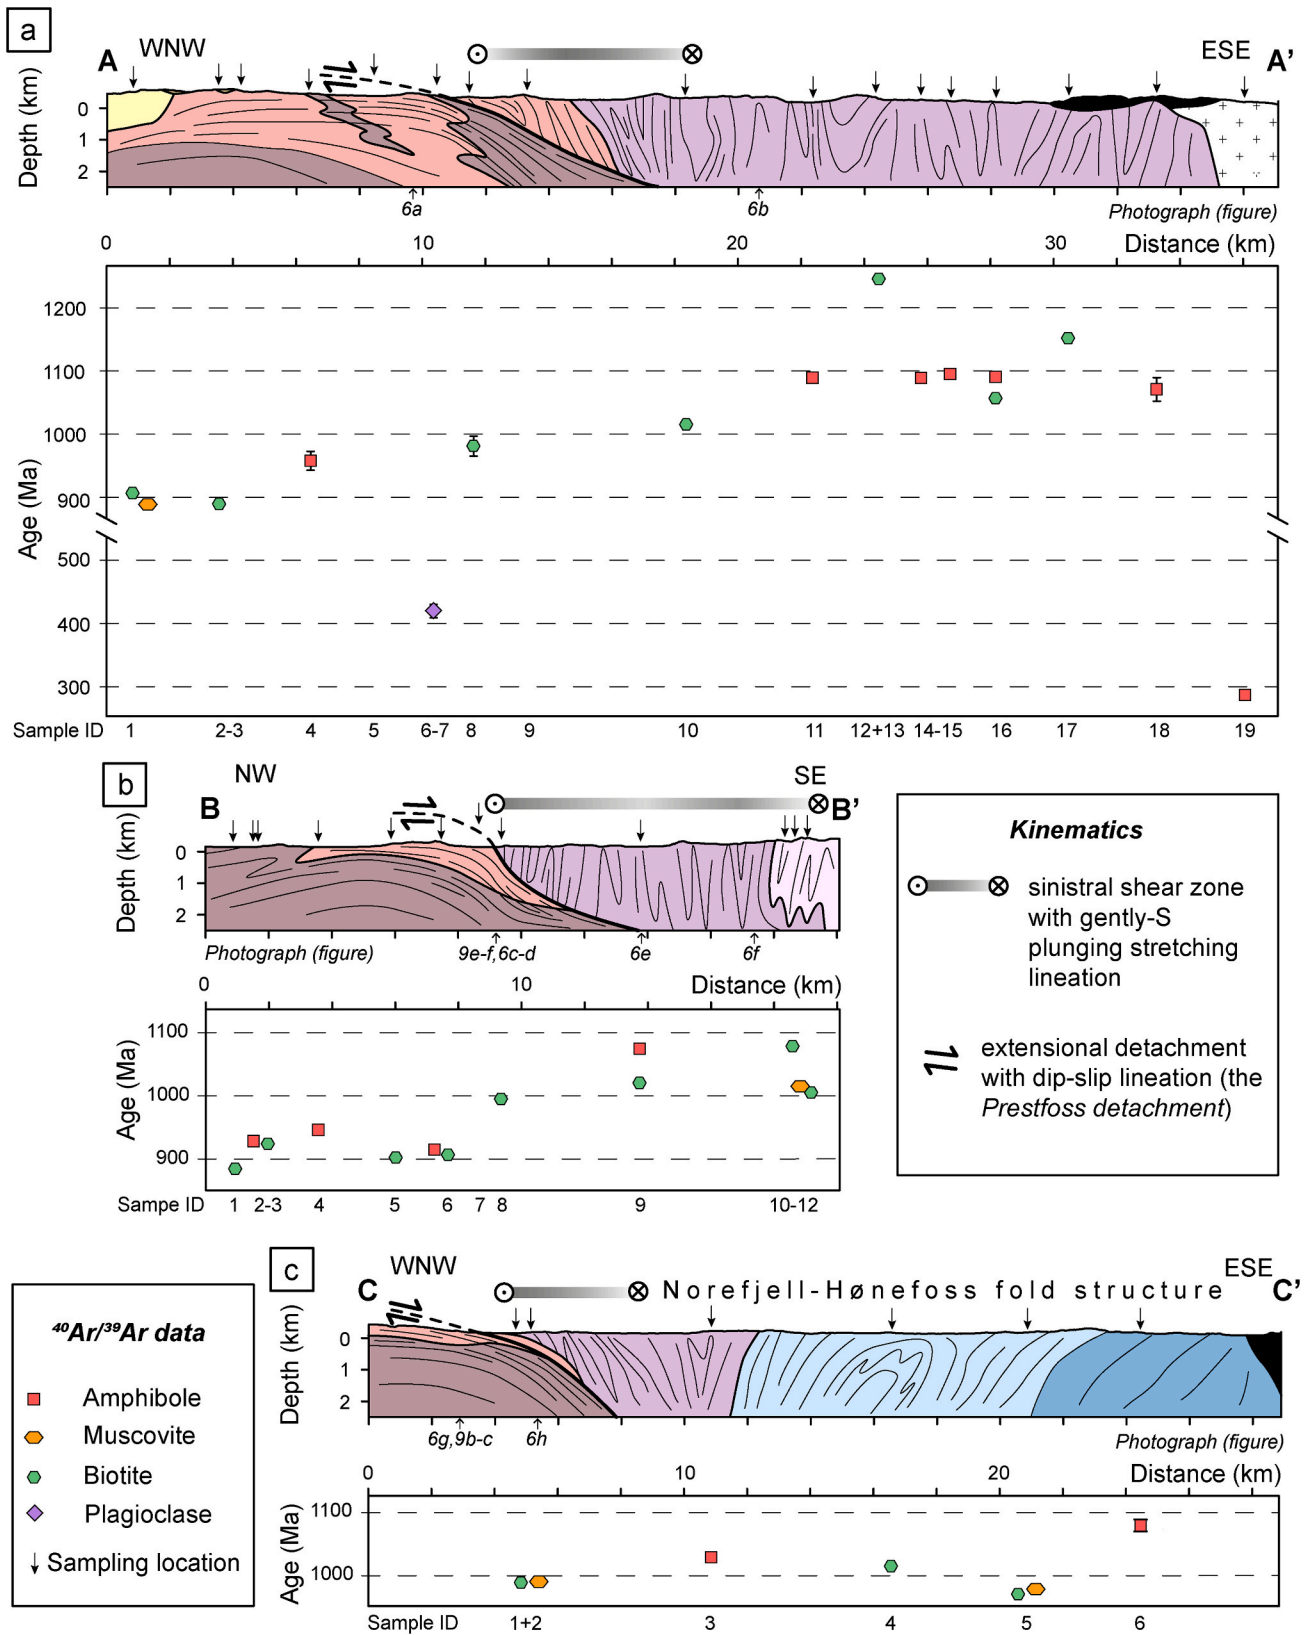 a
A WNW ESE A’
Depth (km)
0
1
2
6a 6b Photograph (figure)
0 10 20 30 Distance (km)
Age (Ma)
1200
1100
1000
900
500
400
300
Sample ID 1 2-3 4 5 6-7 8 9 10 11 12+13 14-15 16 17 18 19
b
NW SE
B B’
Depth (km)
0
1
2
Photograph (figure) 9e-f,6c-d 6e 6f
0 10 Distance (km)
Age (Ma)
1100
1000
900
Sampe ID 1 2-3 4 5 6 7 8 9 10-12
Kinematics
sinistral shear zone
with gently-S
plunging stretching
lineation
extensional detachment
with dip-slip lineation (the
Prestfoss detachment)
c
WNW ESE
C Norefjell-Hønefoss fold structure C’
Depth (km)
0
1
2
6g,9b-c 6h Photograph (figure)
0 10 20 Distance (km)
Age (Ma)
1100
1000
Sample ID 1+2 3 4 5 6
⁴⁰Ar/³⁹Ar data
Amphibole
Muscovite
Biotite
Plagioclase
Sampling location